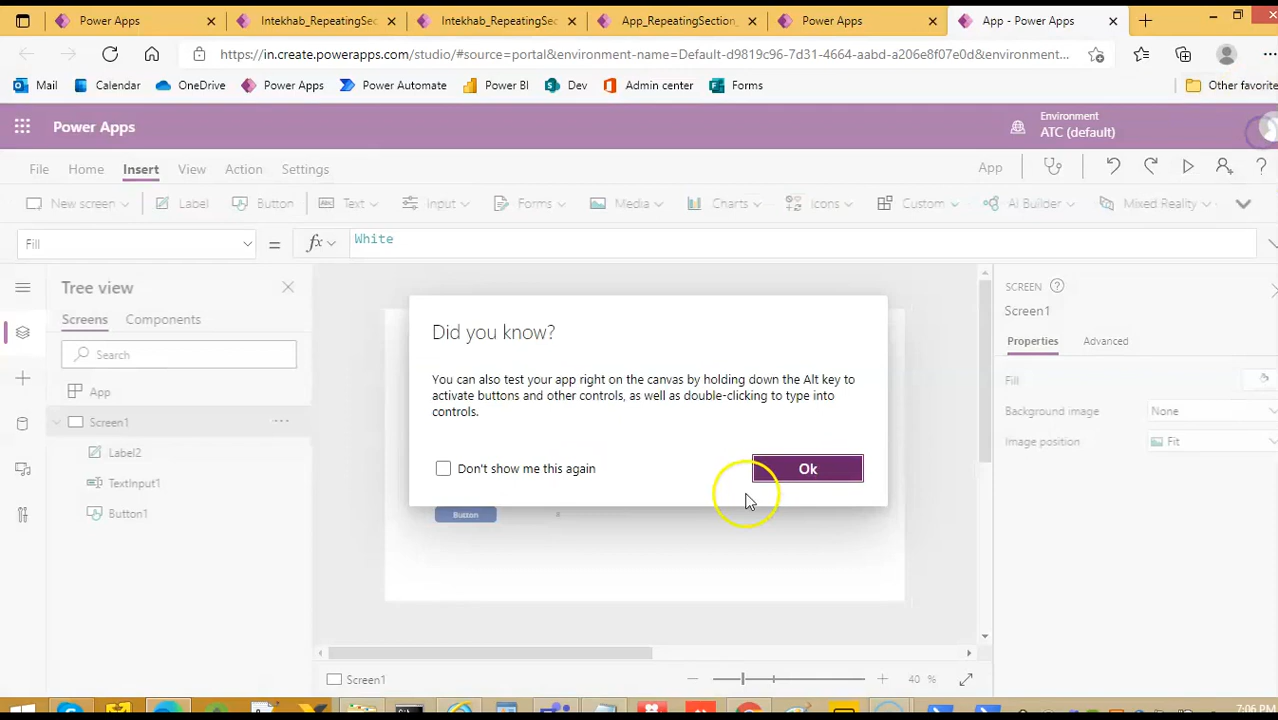 Power Apps
Intekhab_RepeatingSec
Intekhab_RepeatingSec
App_RepeatingSection_
Power Apps
App - Power Apps
https://in.create.powerapps.com/studio/#source=portal&environment-name=Default-d9819c96-7d31-4664-aabd-a206e8f07e0d&environment...
Mail
Calendar
OneDrive
Power Apps
Power Automate
Power BI
Dev
Admin center
Forms
Other favorite
Power Apps
Environment
ATC (default)
File
Home
Insert
View
Action
Settings
App
New screen
Label
Button
Text
Input
Forms
Media
Charts
Icons
Custom
AI Builder
Mixed Reality
Fill
=
fx
White
Tree view
Screens
Components
Search
App
Screen1
Label2
TextInput1
Button1
Did you know?
You can also test your app right on the canvas by holding down the Alt key to
activate buttons and other controls, as well as double-clicking to type into
controls.
Don't show me this again
Ok
Button
SCREEN
Screen1
Properties
Advanced
Fill
Background image
None
Image position
Fit
Screen1
40 %
7:06 PM